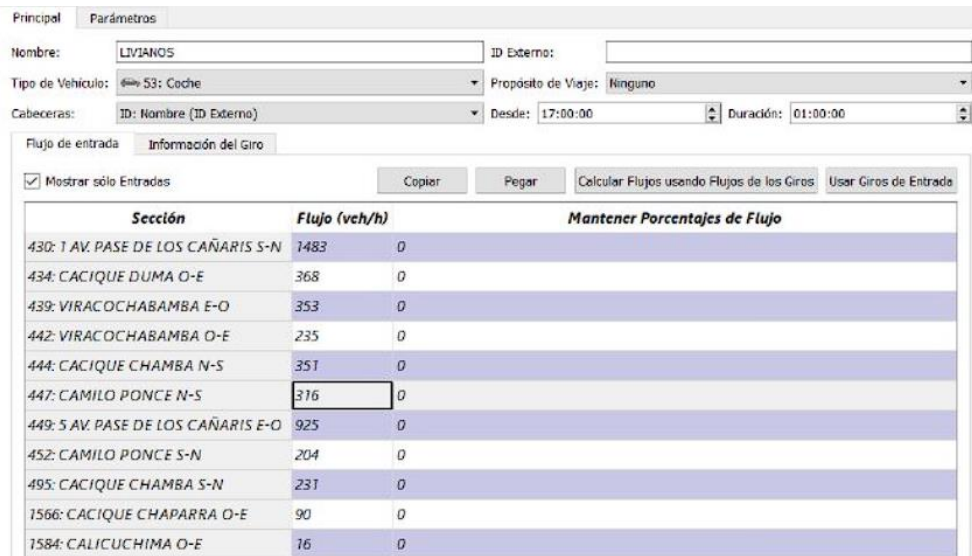 Principal Parámetros
Nombre: LIVIANOS ID Externo:
Tipo de Vehículo: 53: Coche Propósito de Viaje: Ninguno
Cabeceras: ID: Nombre (ID Externo) Desde: 17:00:00 Duración: 01:00:00
Flujo de entrada Información del Giro
Mostrar sólo Entradas Copiar Pegar Calcular Flujos usando Flujos de los Giros Usar Giros de Entrada
Sección Flujo (veh/h) Mantener Porcentajes de Flujo
430: 1 AV. PASE DE LOS CAÑARIS S-N 1483 0
434: CACIQUE DUMA O-E 368 0
439: VIRACOCHABAMBA E-O 353 0
442: VIRACOCHABAMBA O-E 235 0
444: CACIQUE CHAMBA N-S 351 0
447: CAMILO PONCE N-S 316 0
449: 5 AV. PASE DE LOS CAÑARIS E-O 925 0
452: CAMILO PONCE S-N 204 0
495: CACIQUE CHAMBA S-N 231 0
1566: CACIQUE CHAPARRA O-E 90 0
1584: CALICUCHIMA O-E 16 0